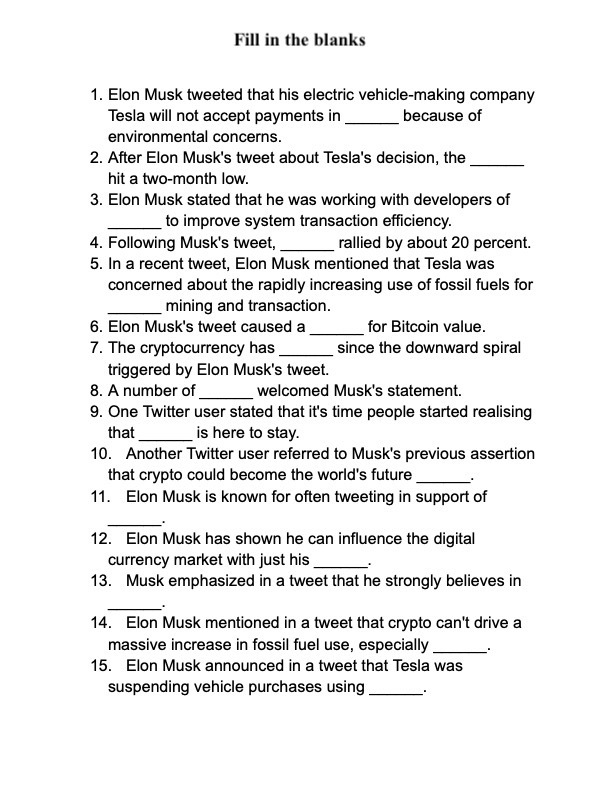 Fill in the blanks
1. Elon Musk tweeted that his electric vehicle-making company
Tesla will not accept payments in ______ because of
environmental concerns.
2. After Elon Musk's tweet about Tesla's decision, the ______
hit a two-month low.
3. Elon Musk stated that he was working with developers of
______ to improve system transaction efficiency.
4. Following Musk's tweet, ______ rallied by about 20 percent.
5. In a recent tweet, Elon Musk mentioned that Tesla was
concerned about the rapidly increasing use of fossil fuels for
______ mining and transaction.
6. Elon Musk's tweet caused a ______ for Bitcoin value.
7. The cryptocurrency has ______ since the downward spiral
triggered by Elon Musk's tweet.
8. A number of ______ welcomed Musk's statement.
9. One Twitter user stated that it's time people started realising
that ______ is here to stay.
10. Another Twitter user referred to Musk's previous assertion
that crypto could become the world's future ______.
11. Elon Musk is known for often tweeting in support of
______.
12. Elon Musk has shown he can influence the digital
currency market with just his ______.
13. Musk emphasized in a tweet that he strongly believes in
______.
14. Elon Musk mentioned in a tweet that crypto can't drive a
massive increase in fossil fuel use, especially ______.
15. Elon Musk announced in a tweet that Tesla was
suspending vehicle purchases using ______.